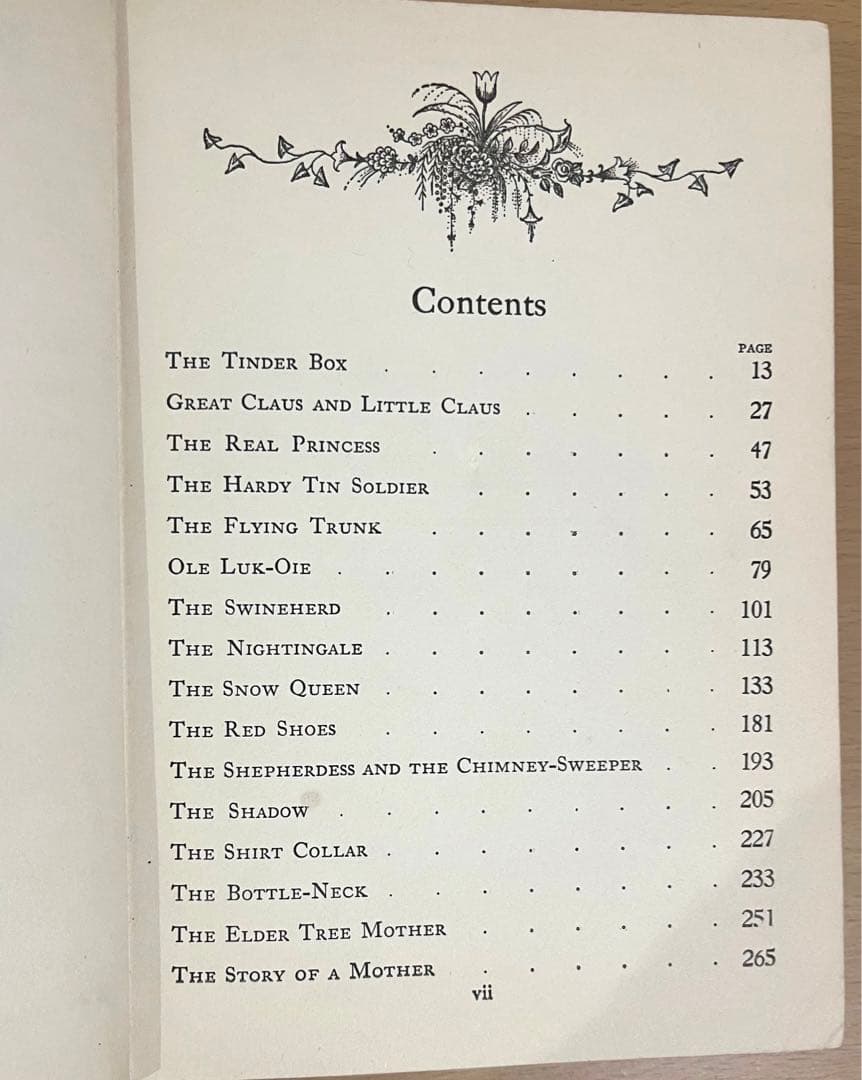 Contents
PAGE
The Tinder Box . . . . . . . . 13
Great Claus and Little Claus . . . . . 27
The Real Princess . . . . . . . 47
The Hardy Tin Soldier . . . . . . 53
The Flying Trunk . . . . . . . 65
Ole Luk-Oie . . . . . . . . . 79
The Swineherd . . . . . . . . 101
The Nightingale . . . . . . . . 113
The Snow Queen . . . . . . . . 133
The Red Shoes . . . . . . . . 181
The Shepherdess and the Chimney-Sweeper . . 193
The Shadow . . . . . . . . . 205
The Shirt Collar . . . . . . . . 227
The Bottle-Neck . . . . . . . . 233
The Elder Tree Mother . . . . . . 251
The Story of a Mother . . . . . . 265
vii